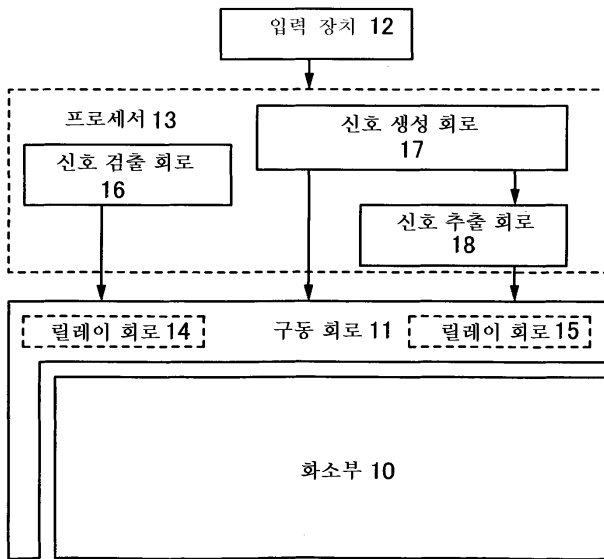 입력 장치 12
프로세서 13
신호 생성 회로
17
신호 검출 회로
16
신호 추출 회로
18
릴레이 회로 14
구동 회로 11
릴레이 회로 15
화소부 10